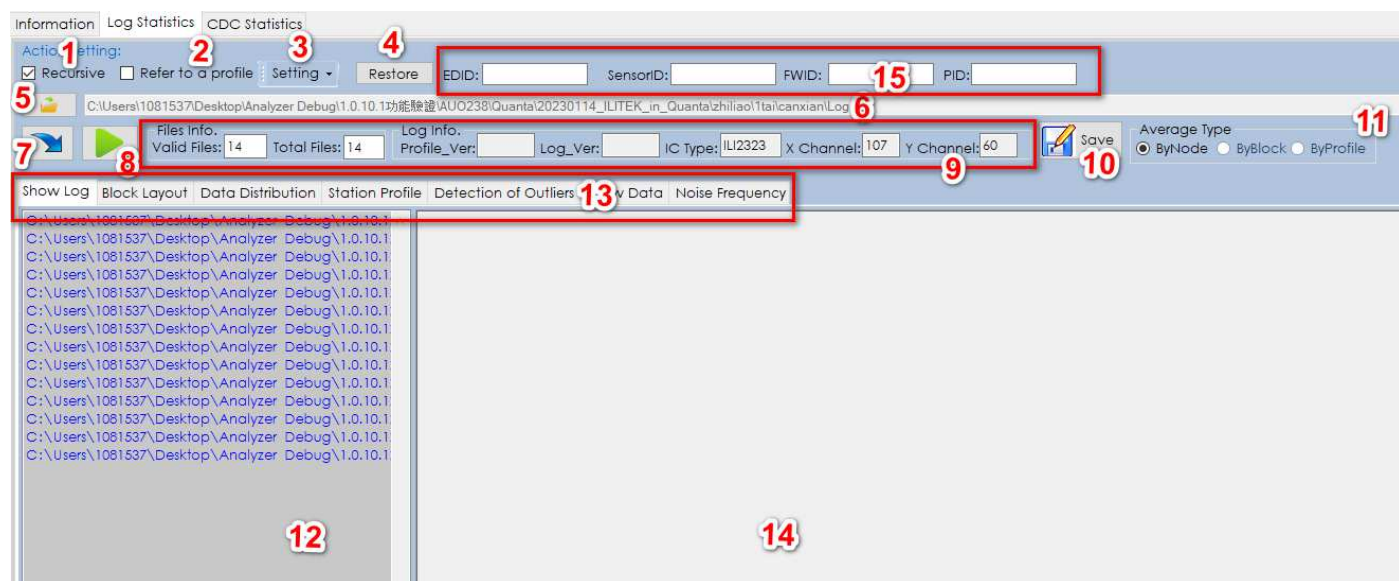 Information Log Statistics CDC Statistics
Action Setting:
1 2 3 4
Recursive Refer to a profile Setting Restore EDID: SensorID: FWID: 15 PID:
5 C:\Users\1081537\Desktop\Analyzer Debug\1.0.10.1功能驗證\AUO238\Quanta\20230114_ILITEK_in_Quanta\zhiliao\1tai\canxian\Log 6
7 8 Files Info. Log Info. Average Type 11
Valid Files: 14 Total Files: 14 Profile_Ver: Log_Ver: IC Type: ILI2323 X Channel: 107 Y Channel: 60 Save ByNode ByBlock ByProfile
9 10
Show Log Block Layout Data Distribution Station Profile Detection of Outliers 13 Data Noise Frequency
C:\Users\1081537\Desktop\Analyzer Debug\1.0.10.1
C:\Users\1081537\Desktop\Analyzer Debug\1.0.10.1
C:\Users\1081537\Desktop\Analyzer Debug\1.0.10.1
C:\Users\1081537\Desktop\Analyzer Debug\1.0.10.1
C:\Users\1081537\Desktop\Analyzer Debug\1.0.10.1
C:\Users\1081537\Desktop\Analyzer Debug\1.0.10.1
C:\Users\1081537\Desktop\Analyzer Debug\1.0.10.1
C:\Users\1081537\Desktop\Analyzer Debug\1.0.10.1
C:\Users\1081537\Desktop\Analyzer Debug\1.0.10.1
C:\Users\1081537\Desktop\Analyzer Debug\1.0.10.1
C:\Users\1081537\Desktop\Analyzer Debug\1.0.10.1
C:\Users\1081537\Desktop\Analyzer Debug\1.0.10.1
C:\Users\1081537\Desktop\Analyzer Debug\1.0.10.1
C:\Users\1081537\Desktop\Analyzer Debug\1.0.10.1
12 14